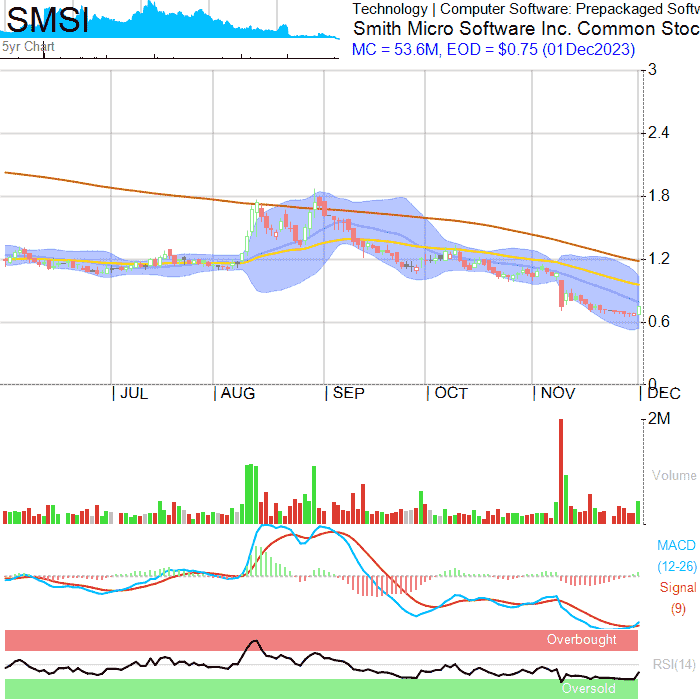 SMSI
5yr Chart
Technology | Computer Software: Prepackaged Softw
Smith Micro Software Inc. Common Stoc
MC = 53.6M, EOD = $0.75 (01Dec2023)
3
2.4
1.8
1.2
0.6
0
JUL
AUG
SEP
OCT
NOV
DEC
2M
Volume
MACD
(12-26)
Signal
(9)
Overbought
RSI(14)
Oversold